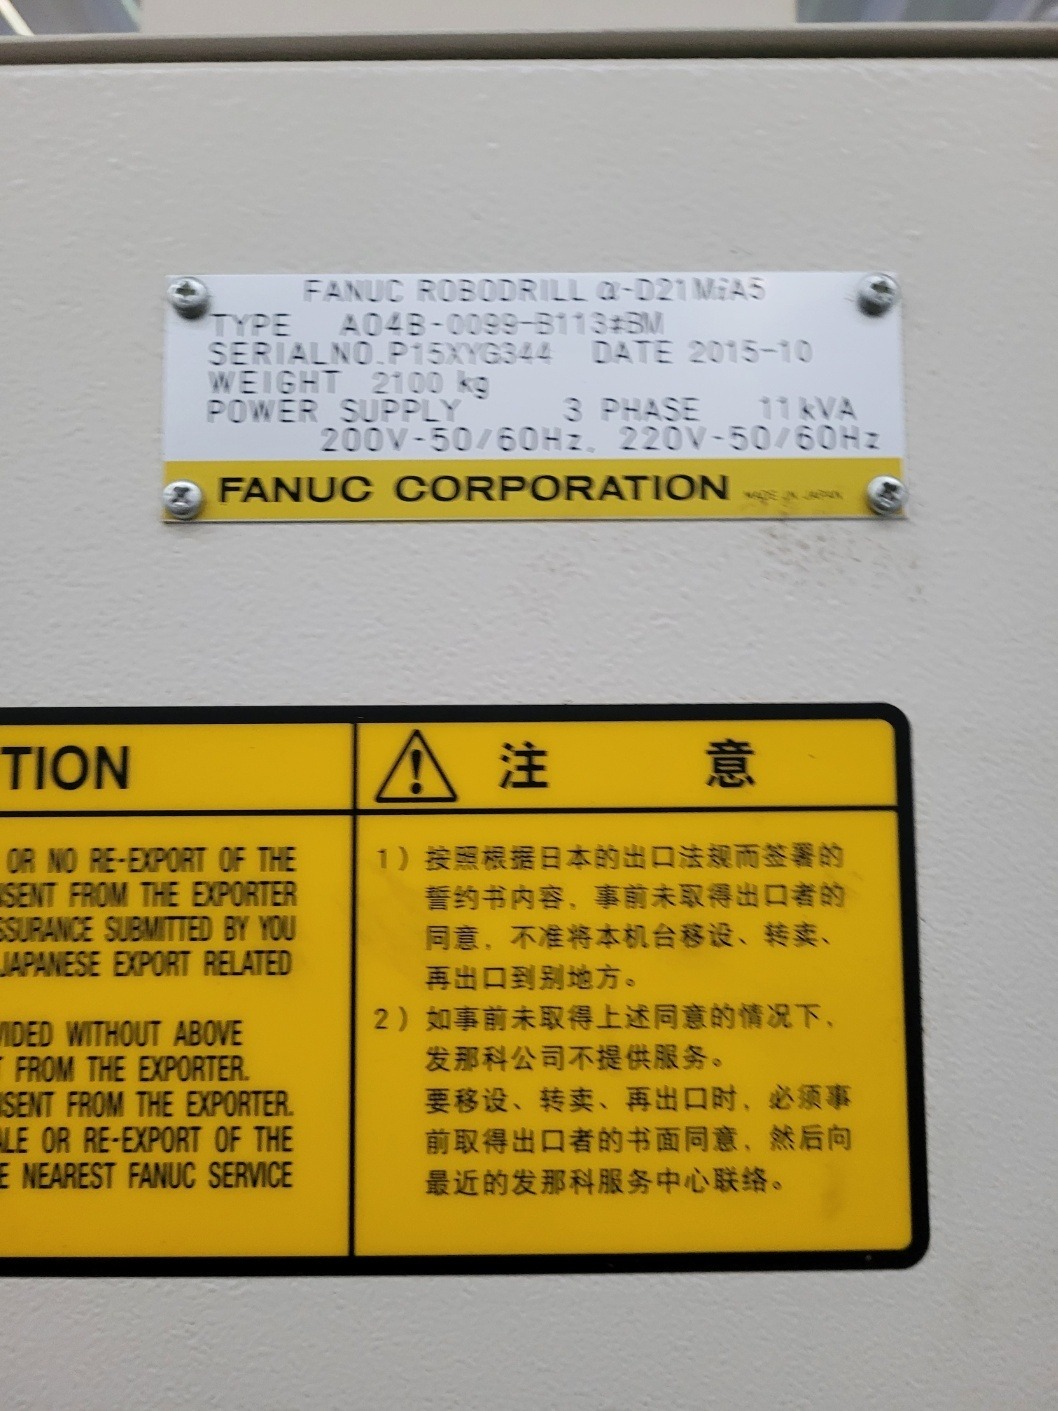 FANUC ROBODRILL α-D21MiA5
TYPE A04B-0099-B113#BM
SERIALNO.P15XYG344 DATE 2015-10
WEIGHT 2100 kg
POWER SUPPLY 3 PHASE 11kVA
200V-50/60Hz, 220V-50/60Hz
FANUC CORPORATION MADE IN JAPAN
TION
OR NO RE-EXPORT OF THE
SENT FROM THE EXPORTER
SSURANCE SUBMITTED BY YOU
JAPANESE EXPORT RELATED
VIDED WITHOUT ABOVE
T FROM THE EXPORTER.
NSENT FROM THE EXPORTER.
ALE OR RE-EXPORT OF THE
E NEAREST FANUC SERVICE
注 意
1) 按照根据日本的出口法规而签署的
誓约书内容，事前未取得出口者的
同意，不准将本机台移设、转卖、
再出口到别地方。
2) 如事前未取得上述同意的情况下，
发那科公司不提供服务。
要移设、转卖、再出口时，必须事
前取得出口者的书面同意，然后向
最近的发那科服务中心联络。